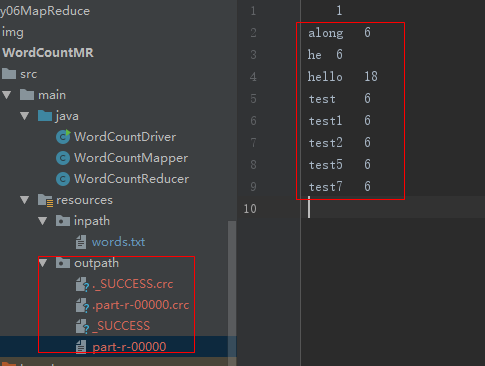 y06MapReduce
img
WordCountMR
src
main
java
WordCountDriver
WordCountMapper
WordCountReducer
resources
inpath
words.txt
outpath
._SUCCESS.crc
.part-r-00000.crc
_SUCCESS
part-r-00000
1 1
2 along 6
3 he 6
4 hello 18
5 test 6
6 test1 6
7 test2 6
8 test5 6
9 test7 6
10